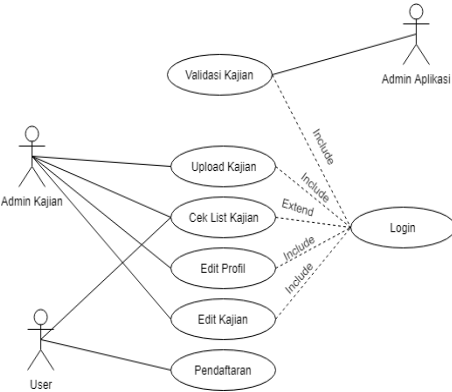 Validasi Kajian
Admin Aplikasi
Include
Upload Kajian
Include
Admin Kajian
Extend
Cek List Kajian
Login
Include
Edit Profil
Include
Edit Kajian
Pendaftaran
User